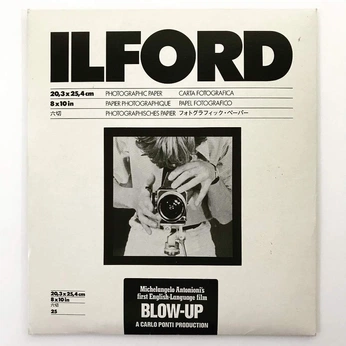 ILFORD
20,3 x 25,4 cm PHOTOGRAPHIC PAPER CARTA FOTOGRAFICA
8 x 10 in PAPIER PHOTOGRAPHIQUE PAPEL FOTOGRAFICO
六切 PHOTOGRAPHISCHES PAPIER フォトグラフィック・ペーパー
20,3 x 25,4 cm
8 x 10 in
六切
25
Michelangelo Antonioni's
first English-Language film
BLOW-UP
A CARLO PONTI PRODUCTION